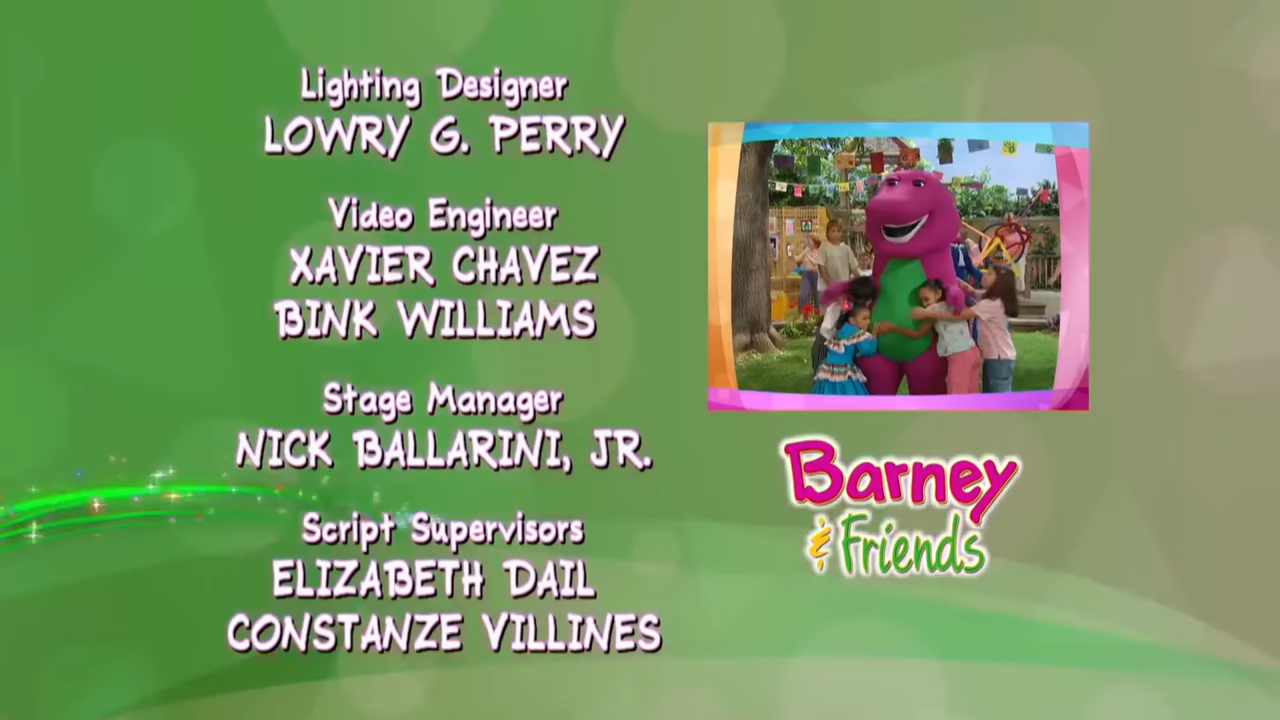 Lighting Designer
LOWRY G. PERRY
Video Engineer
XAVIER CHAVEZ
BINK WILLIAMS
Stage Manager
NICK BALLARINI, JR.
Script Supervisors
ELIZABETH DAIL
CONSTANZE VILLINES
Barney
& Friends